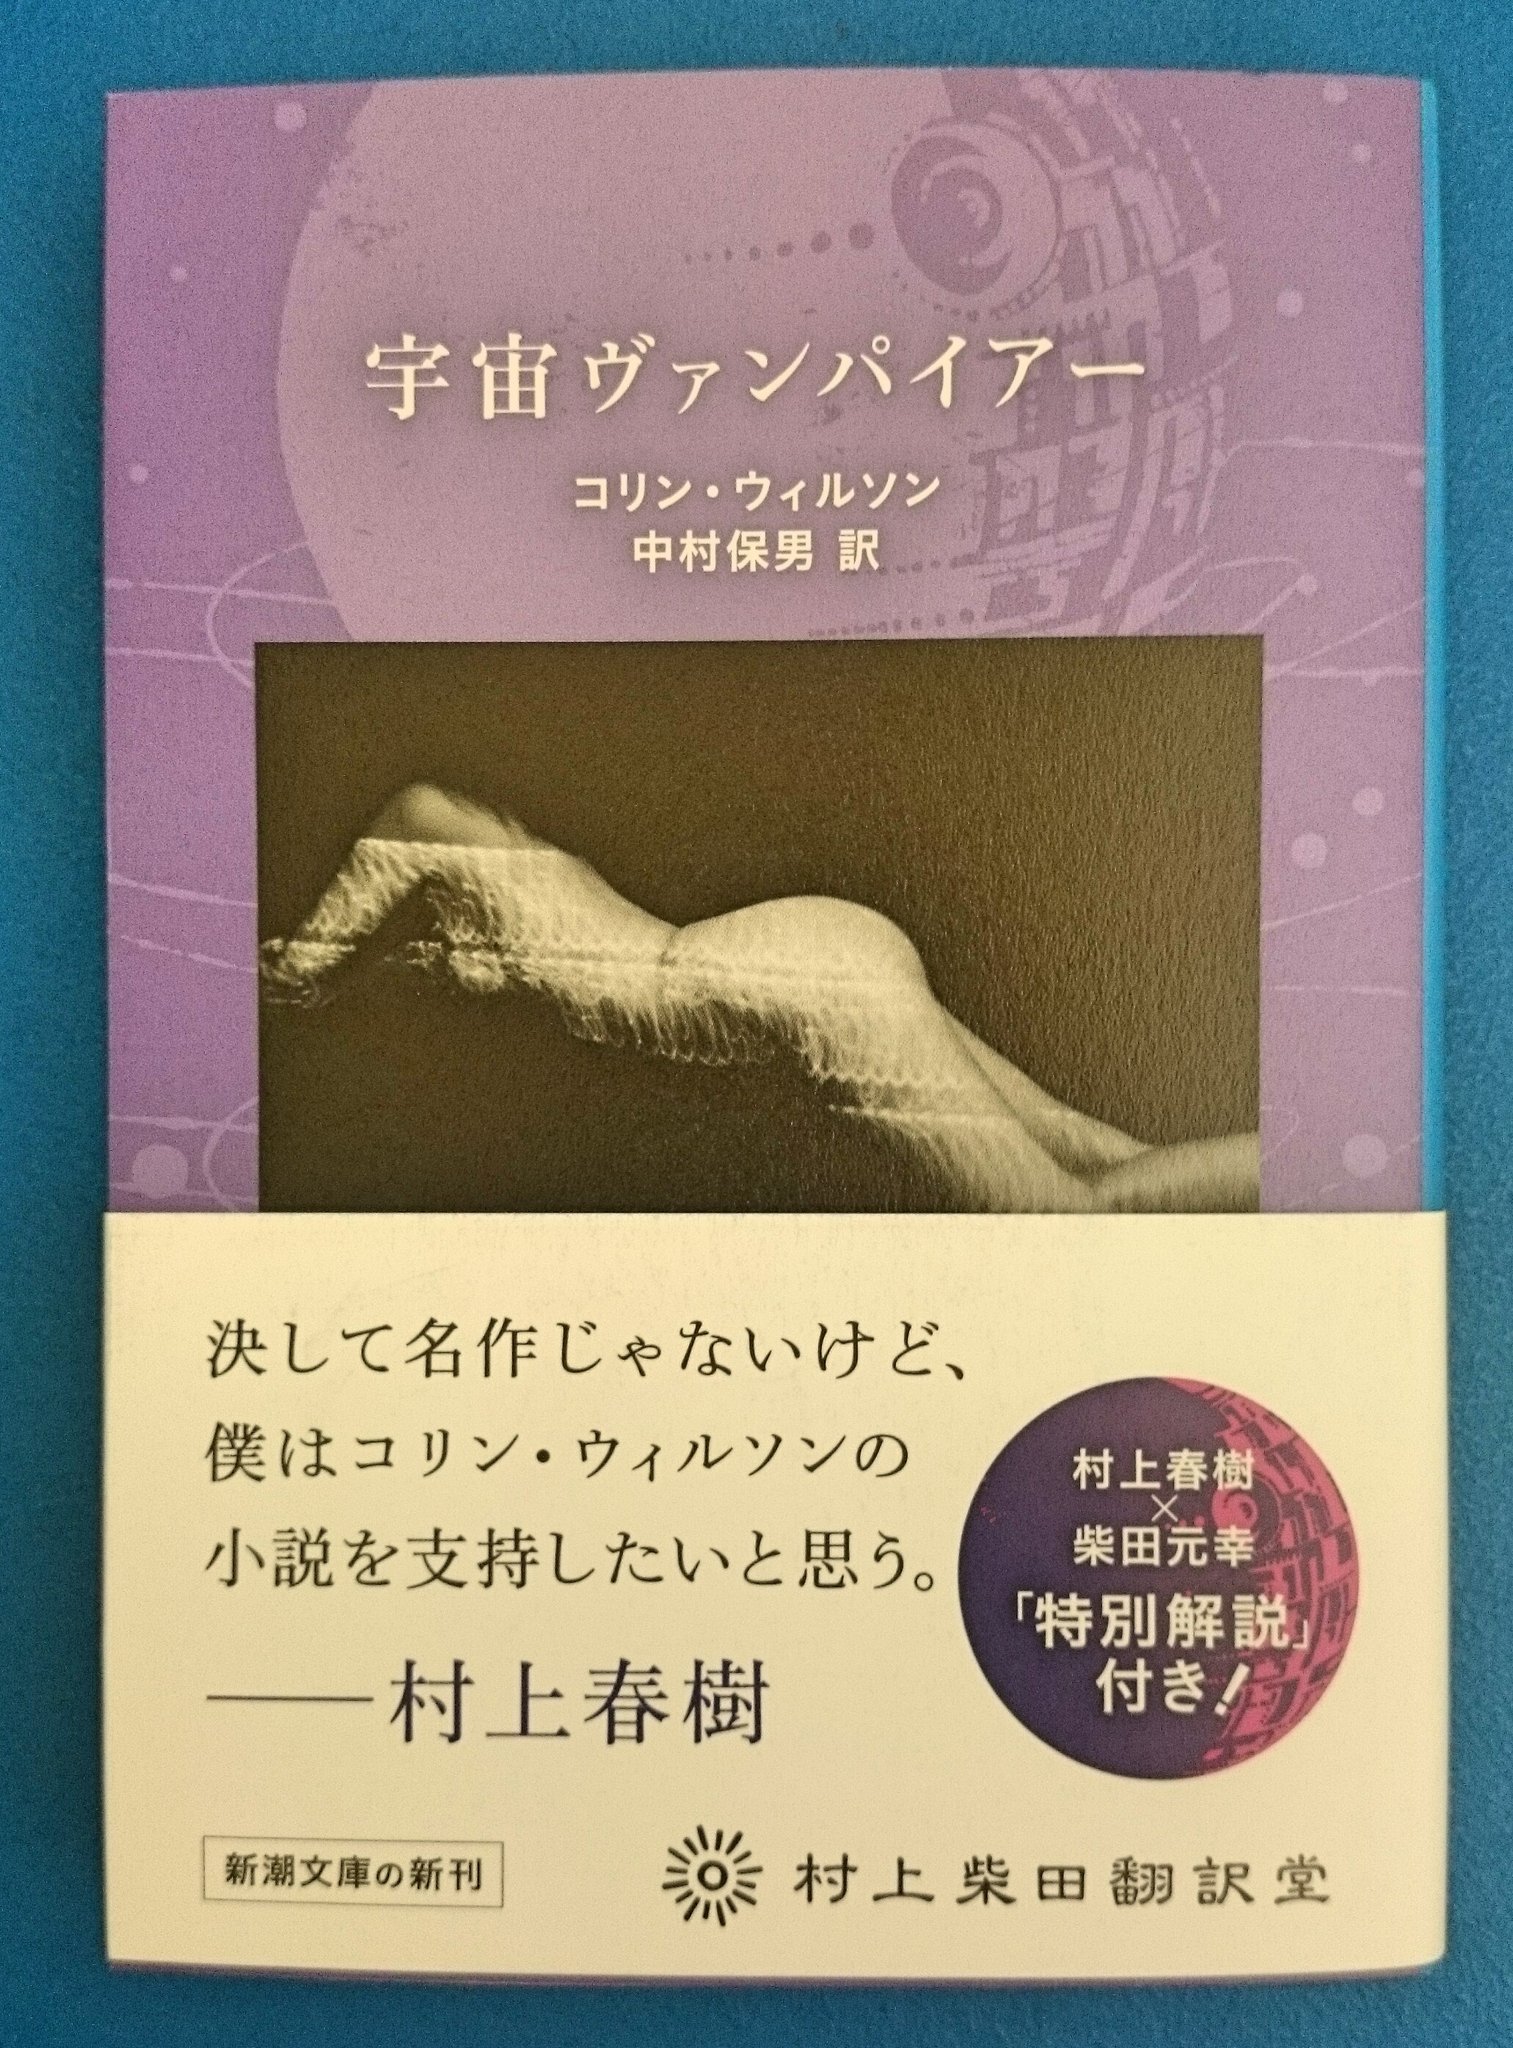 宇宙ヴァンパイアー
コリン・ウィルソン
中村保男 訳
決して名作じゃないけど、
僕はコリン・ウィルソンの
小説を支持したいと思う。
――村上春樹
村上春樹
×
柴田元幸
「特別解説」
付き!
新潮文庫の新刊
村上柴田翻訳堂